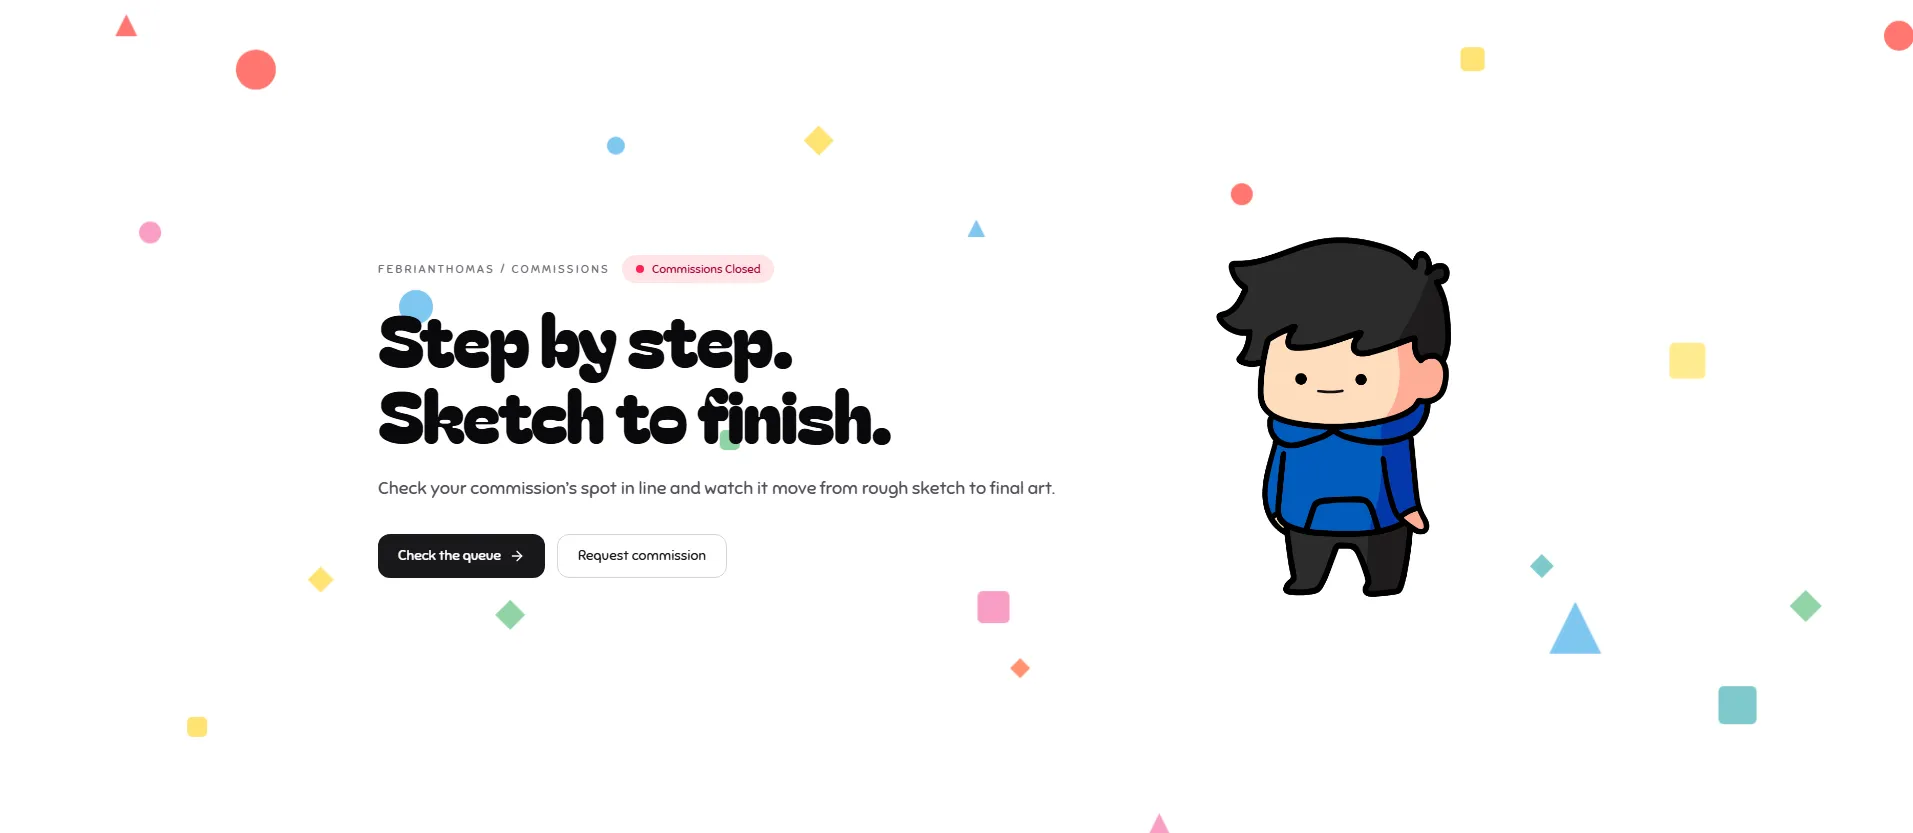 FEBRIANTHOMAS / COMMISSIONS
Commissions Closed
Step by step.
Sketch to finish.
Check your commission's spot in line and watch it move from rough sketch to final art.
Check the queue →
Request commission